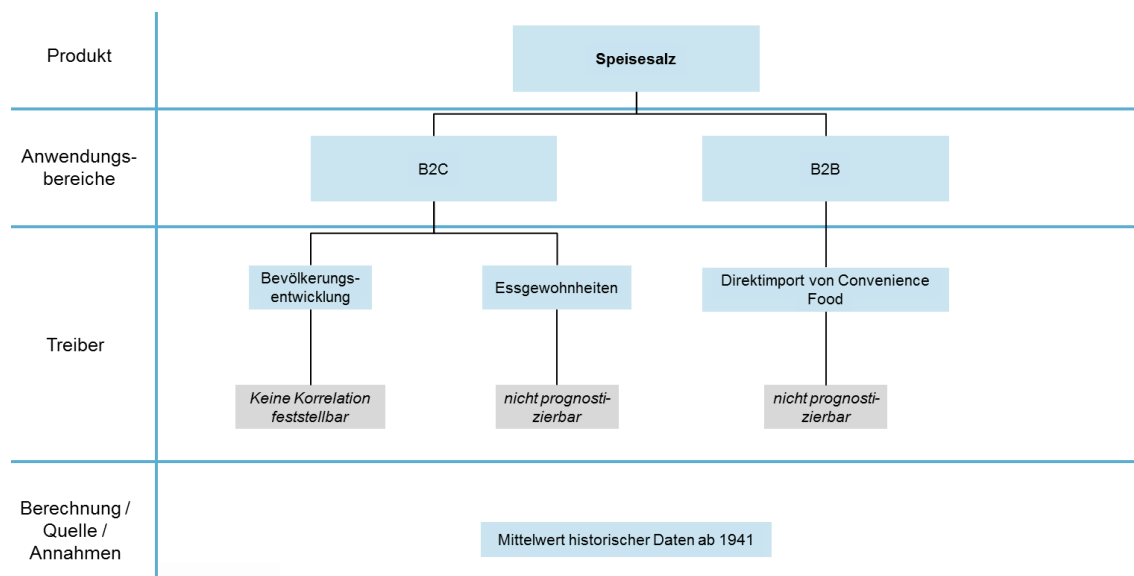 Produkt
Speisesalz
Anwendungs-
bereiche
B2C
B2B
Treiber
Bevölkerungs-
entwicklung
Essgewohnheiten
Direktimport von Convenience
Food
Keine Korrelation
feststellbar
nicht prognosti-
zierbar
nicht prognosti-
zierbar
Berechnung /
Quelle /
Annahmen
Mittelwert historischer Daten ab 1941